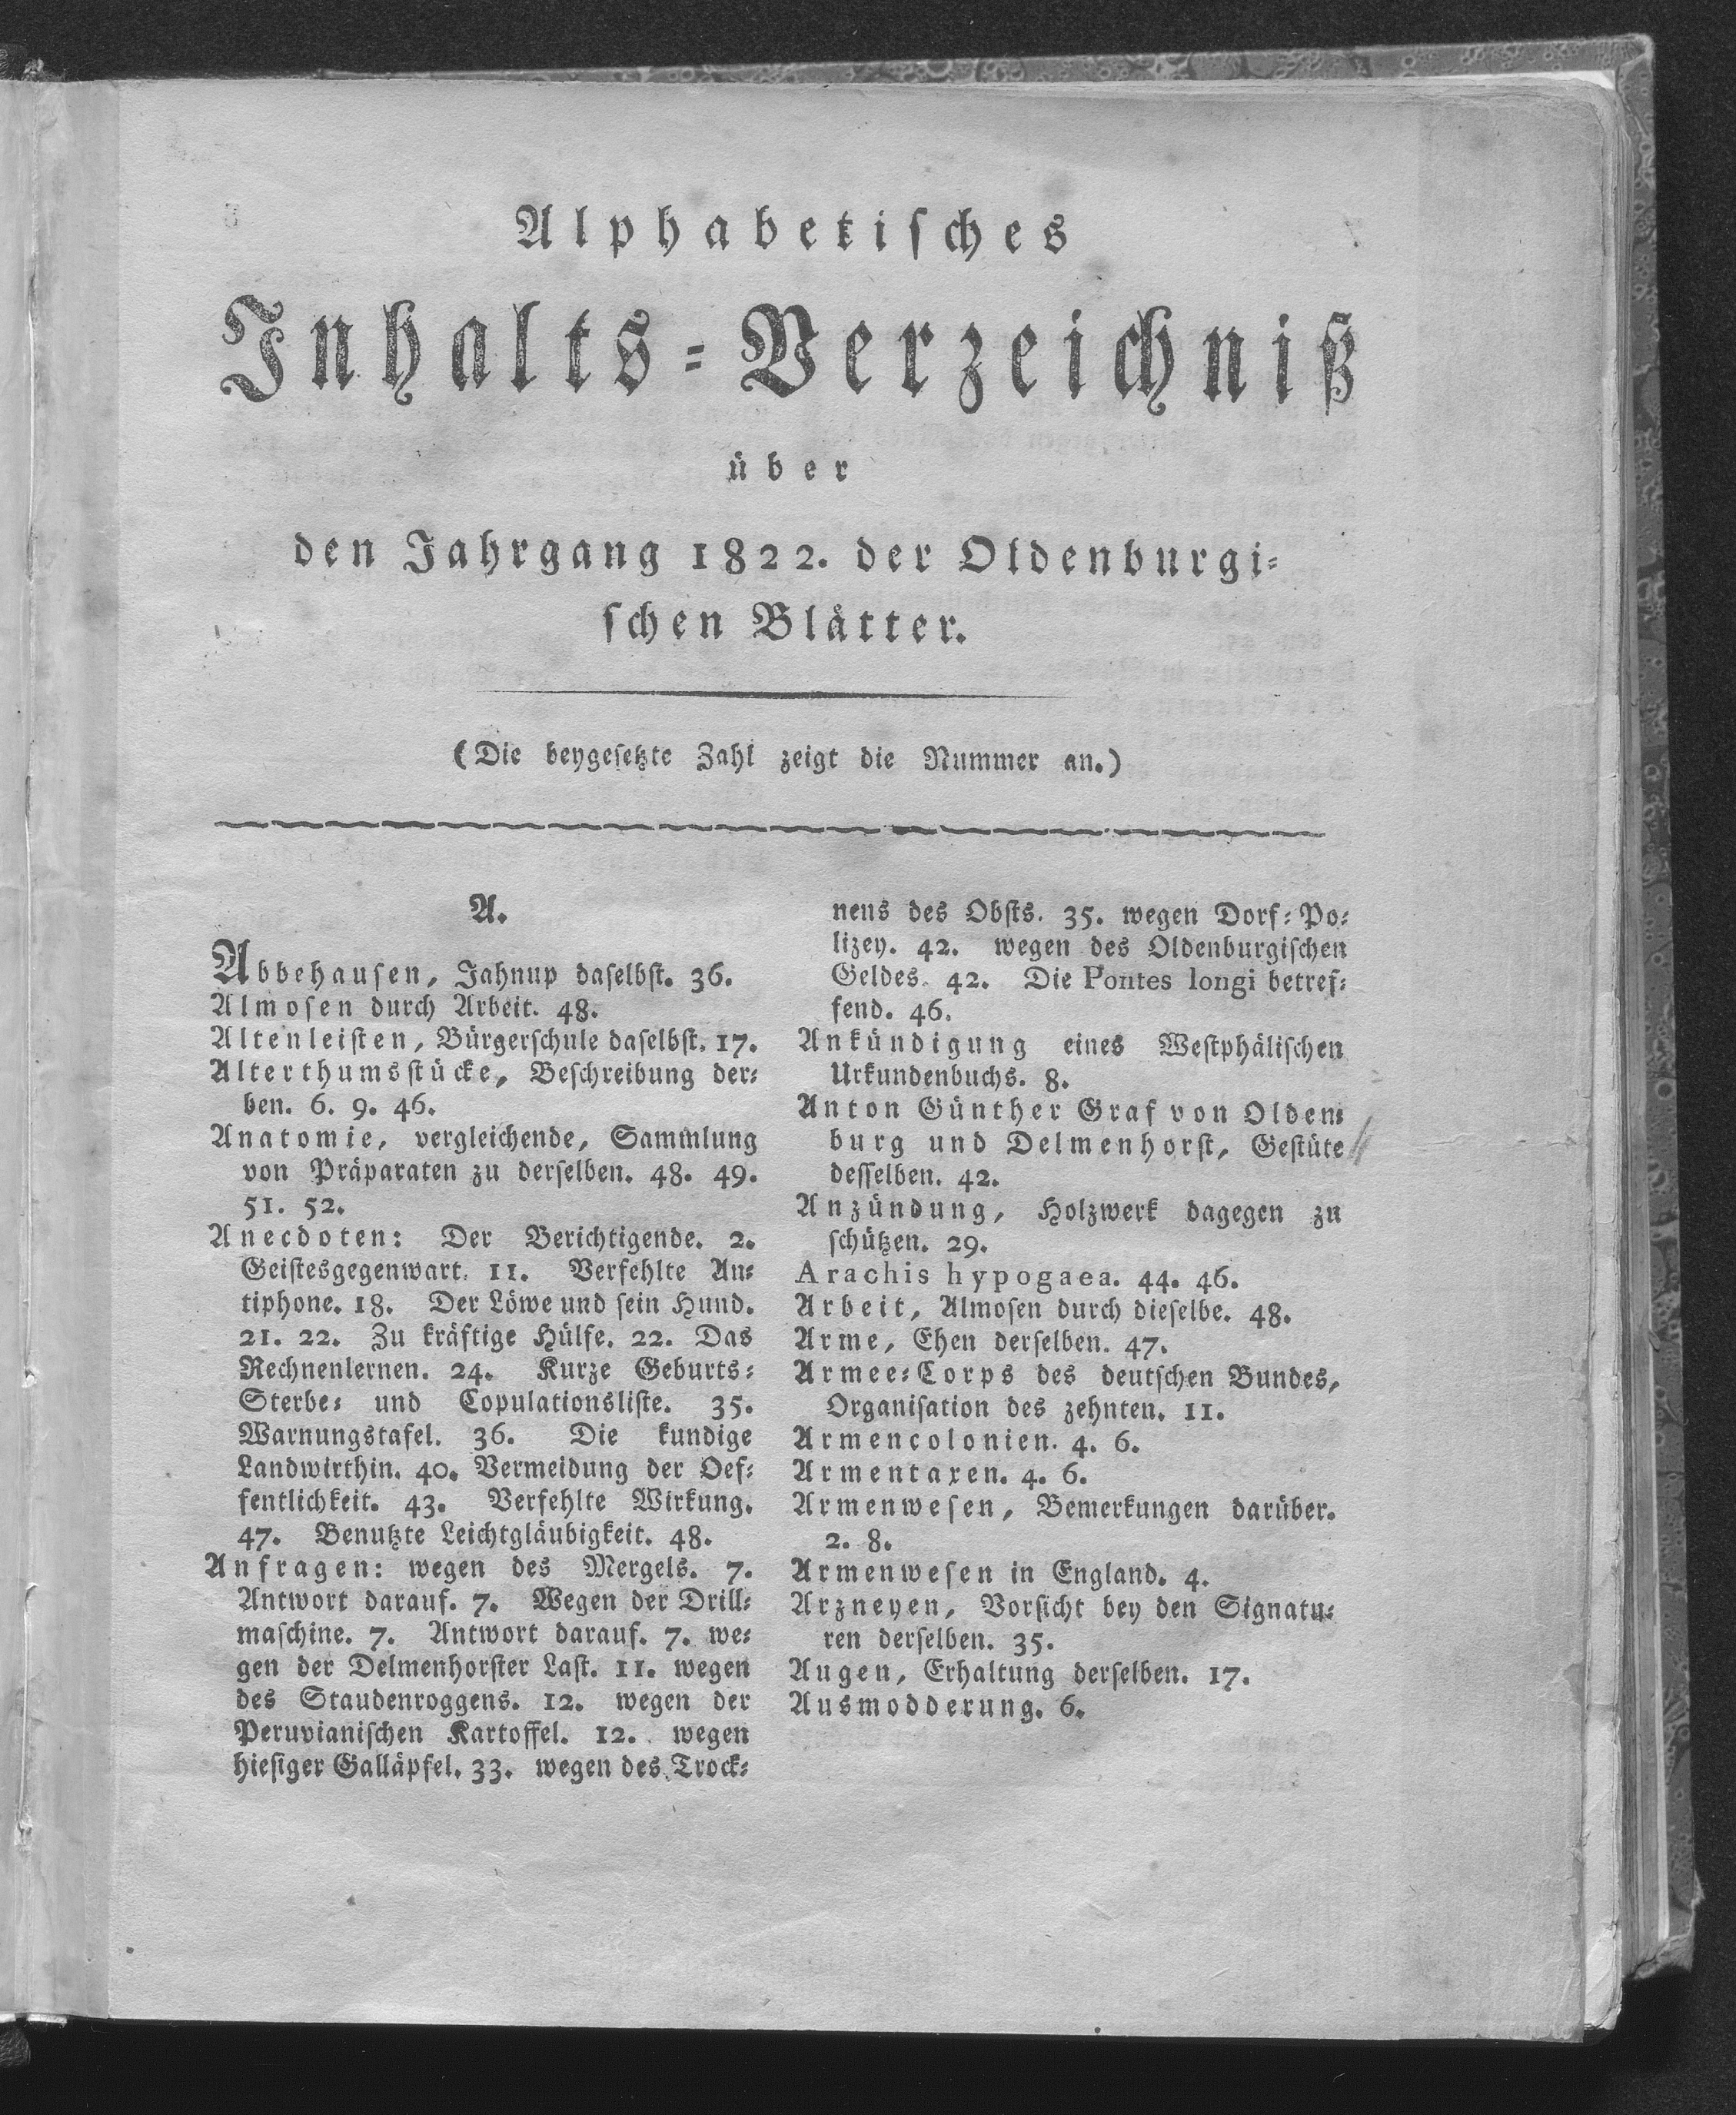 Alphabetisches
Inhalts-Verzeichniß
über
den Jahrgang 1822. der Oldenburgi-
schen Blätter.
(Die beygesetzte Zahl zeigt die Nummer an.)
A.
Abbehausen, Jahnup daselbst. 36.
Almosen durch Arbeit. 48.
Altenleisten, Bürgerschule daselbst. 17.
Alterthumsstücke, Beschreibung der-
ben. 6. 9. 46.
Anatomie, vergleichende, Sammlung
von Präparaten zu derselben. 48. 49.
51. 52.
Anecdoten: Der Berichtigende. 2.
Geistesgegenwart. 11. Verfehlte An-
tiphone. 18. Der Löwe und sein Hund.
21. 22. Zu kräftige Hülfe. 22. Das
Rechnenlernen. 24. Kurze Geburts-
Sterbe- und Copulationsliste. 35.
Warnungstafel. 36. Die kundige
Landwirthin. 40. Vermeidung der Oef-
fentlichkeit. 43. Verfehlte Wirkung.
47. Benutzte Leichtgläubigkeit. 48.
Anfragen: wegen des Mergels. 7.
Antwort darauf. 7. Wegen der Drill-
maschine. 7. Antwort darauf. 7. we-
gen der Delmenhorster Last. 11. wegen
des Staudenroggens. 12. wegen der
Peruvianischen Kartoffel. 12. wegen
hiesiger Galläpfel. 33. wegen des Trock-
nens des Obsts. 35. wegen Dorf-Po-
lizey. 42. wegen des Oldenburgischen
Geldes. 42. Die Pontes longi betref-
fend. 46.
Ankündigung eines Westphälischen
Urkundenbuchs. 8.
Anton Günther Graf von Olden-
burg und Delmenhorst, Gestüte
desselben. 42.
Anzündung, Holzwerk dagegen zu
schützen. 29.
Arachis hypogaea. 44. 46.
Arbeit, Almosen durch dieselbe. 48.
Arme, Ehen derselben. 47.
Armee-Corps des deutschen Bundes,
Organisation des zehnten. 11.
Armencolonien. 4. 6.
Armentaxen. 4. 6.
Armenwesen, Bemerkungen darüber.
2. 8.
Armenwesen in England. 4.
Arzneyen, Vorsicht bey den Signatu-
ren derselben. 35.
Augen, Erhaltung derselben. 17.
Ausmodderung. 6.